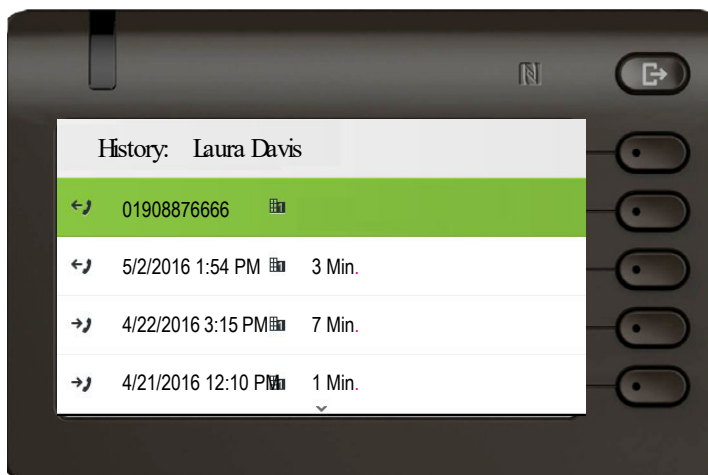 History: Laura Davis
01908876666
5/2/2016 1:54 PM 3 Min.
4/22/2016 3:15 PM 7 Min.
4/21/2016 12:10 PM 1 Min.